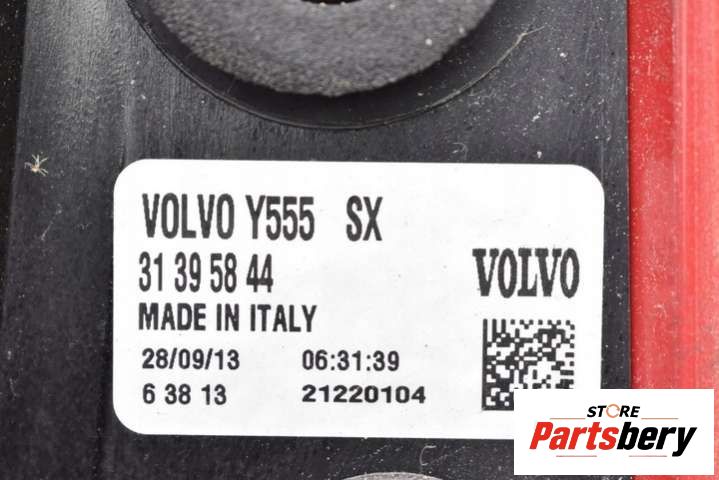 VOLVO Y555 SX
31 39 58 44
VOLVO
MADE IN ITALY
28/09/13 06:31:39
6 38 13 21220104
STORE
Partsbery